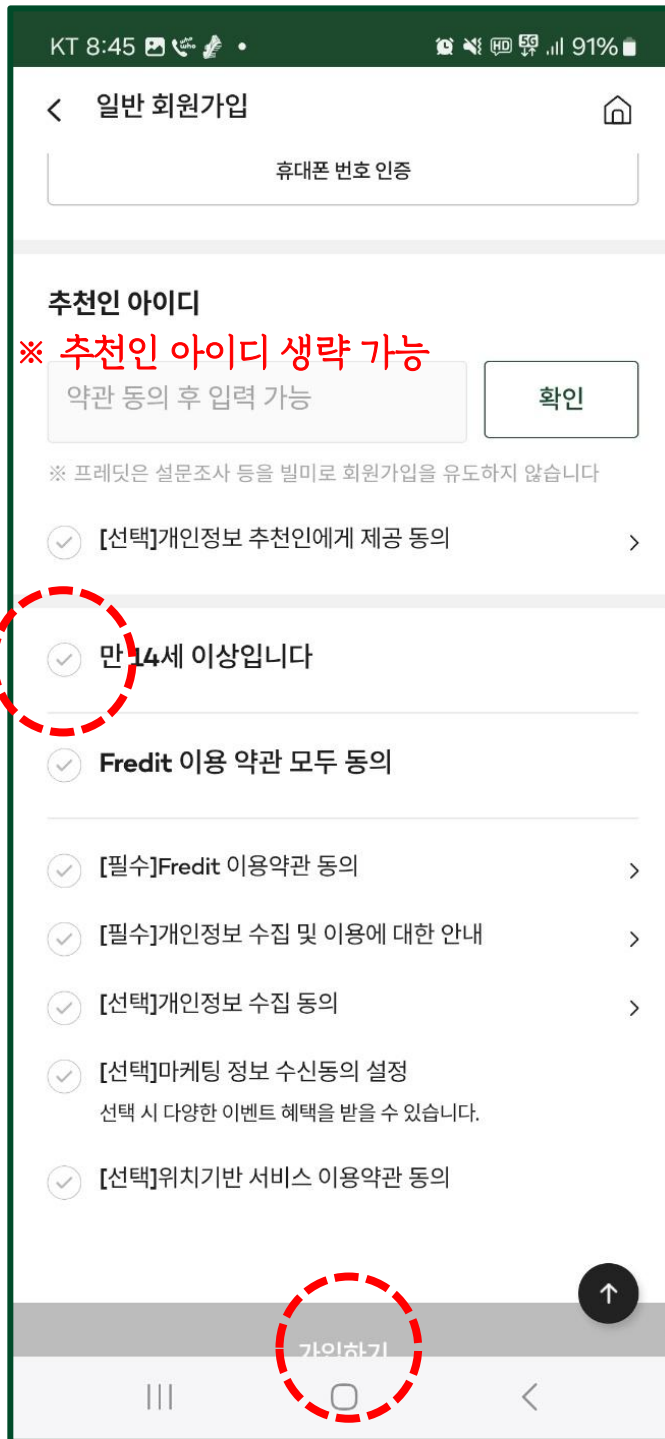 KT 8:45
5G 91%
일반 회원가입
휴대폰 번호 인증
추천인 아이디
※ 추천인 아이디 생략 가능
약관 동의 후 입력 가능
확인
※ 프레딧은 설문조사 등을 빌미로 회원가입을 유도하지 않습니다
[선택]개인정보 추천인에게 제공 동의
만 14세 이상입니다
Fredit 이용 약관 모두 동의
[필수]Fredit 이용약관 동의
[필수]개인정보 수집 및 이용에 대한 안내
[선택]개인정보 수집 동의
[선택]마케팅 정보 수신동의 설정
선택 시 다양한 이벤트 혜택을 받을 수 있습니다.
[선택]위치기반 서비스 이용약관 동의
가입하기